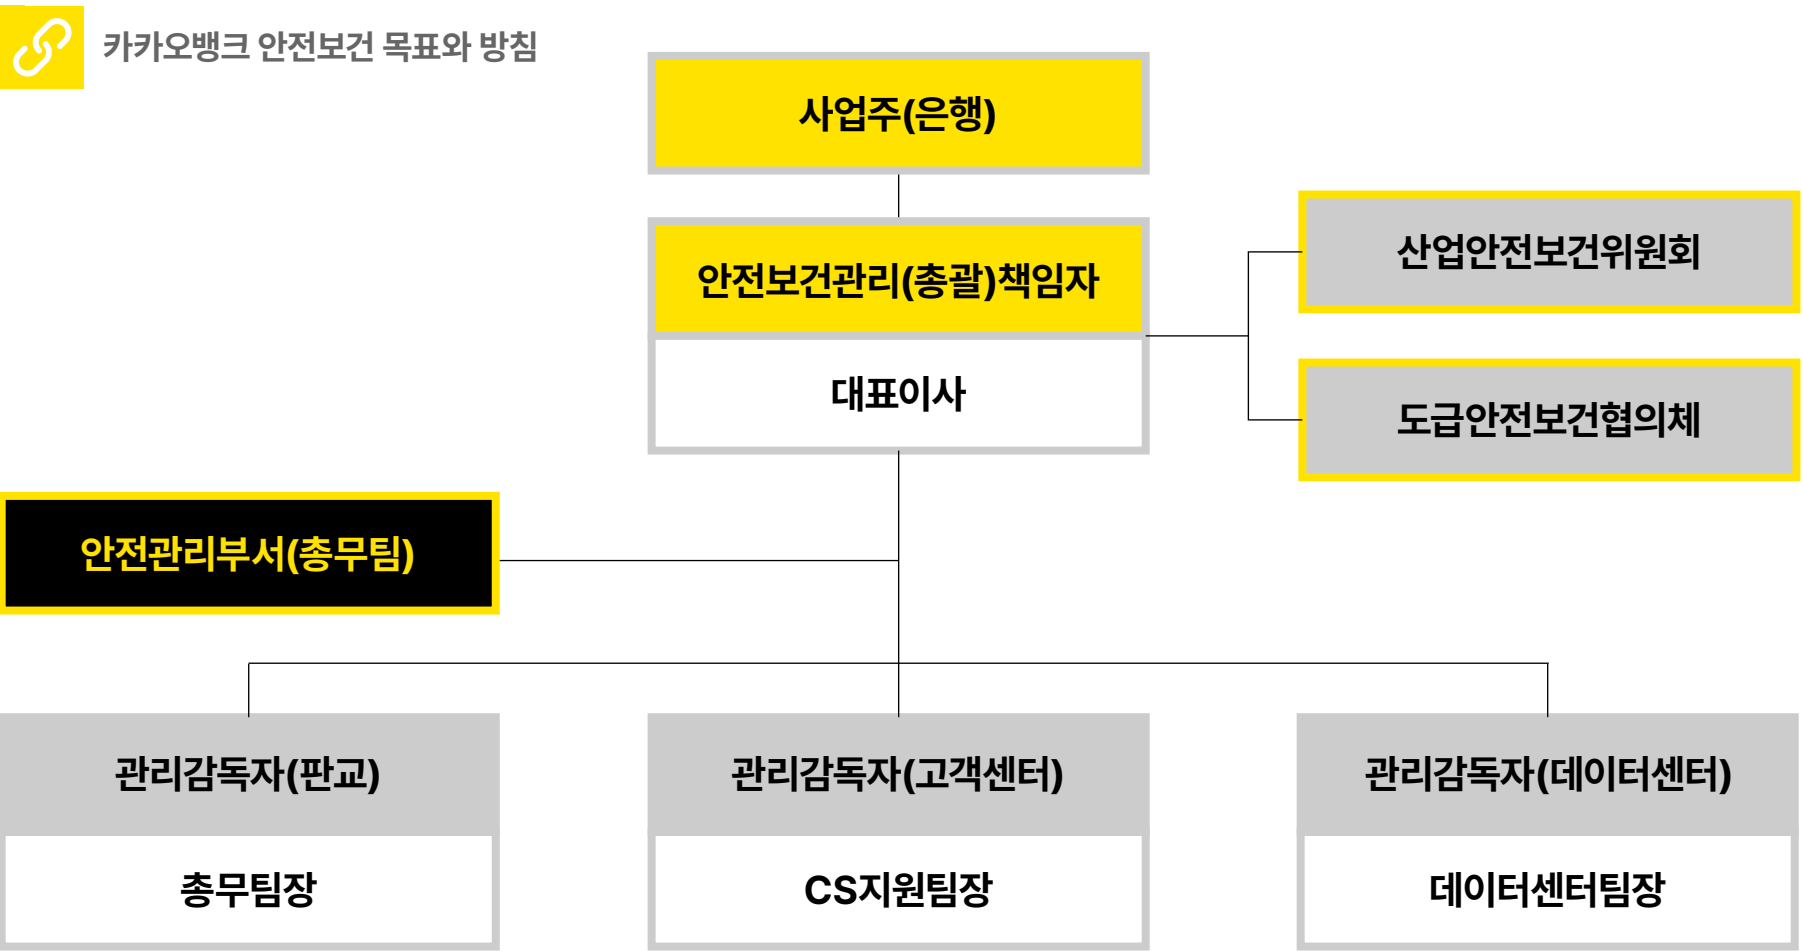 카카오뱅크 안전보건 목표와 방침
사업주(은행)
안전보건관리(총괄)책임자
대표이사
산업안전보건위원회
도급안전보건협의체
안전관리부서(총무팀)
관리감독자(판교)
총무팀장
관리감독자(고객센터)
CS지원팀장
관리감독자(데이터센터)
데이터센터팀장